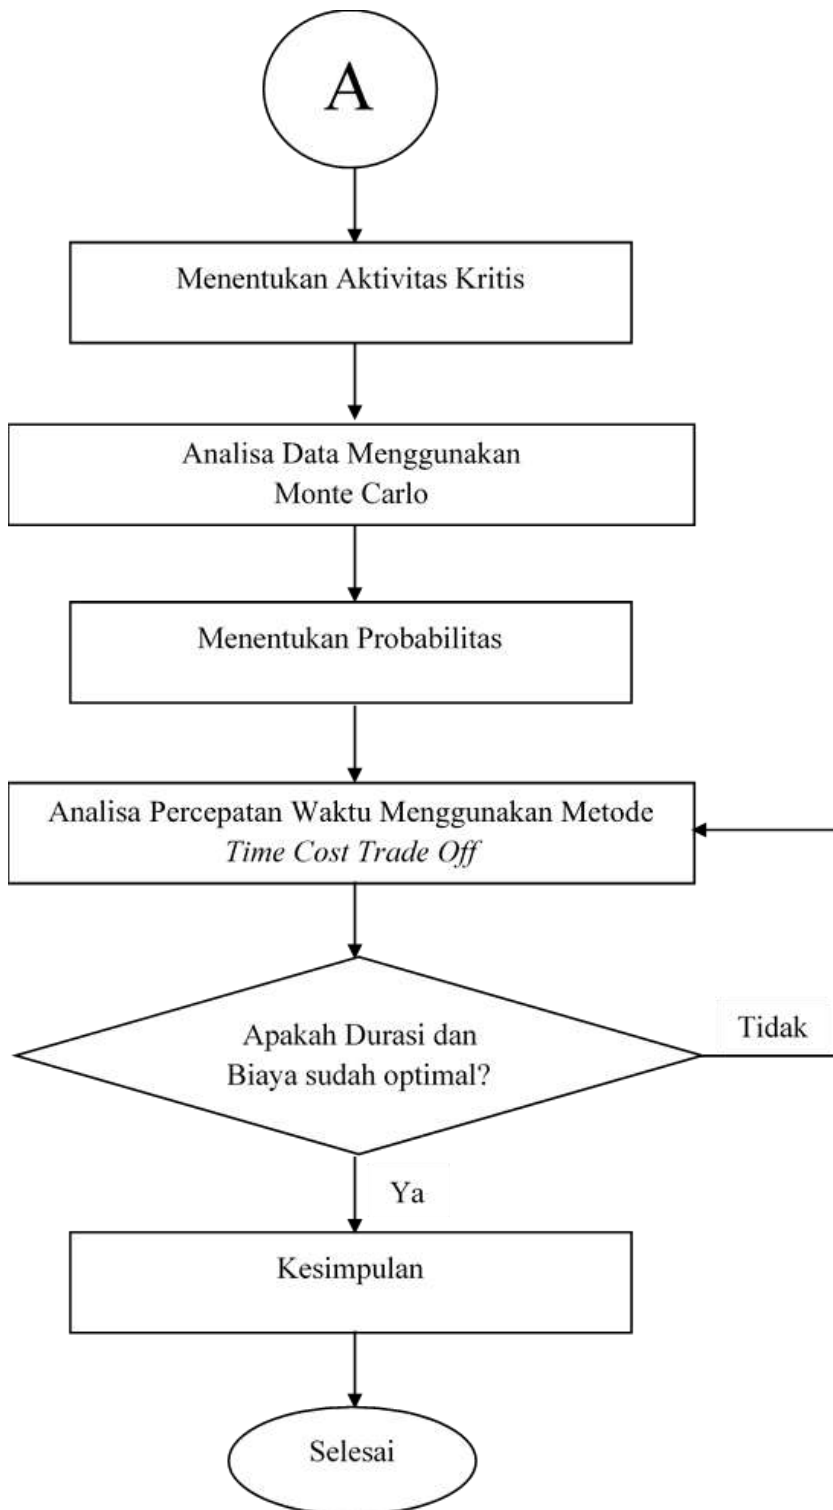 A
Menentukan Aktivitas Kritis
Analisa Data Menggunakan
Monte Carlo
Menentukan Probabilitas
Analisa Percepatan Waktu Menggunakan Metode
Time Cost Trade Off
Apakah Durasi dan
Biaya sudah optimal?
Tidak
Ya
Kesimpulan
Selesai